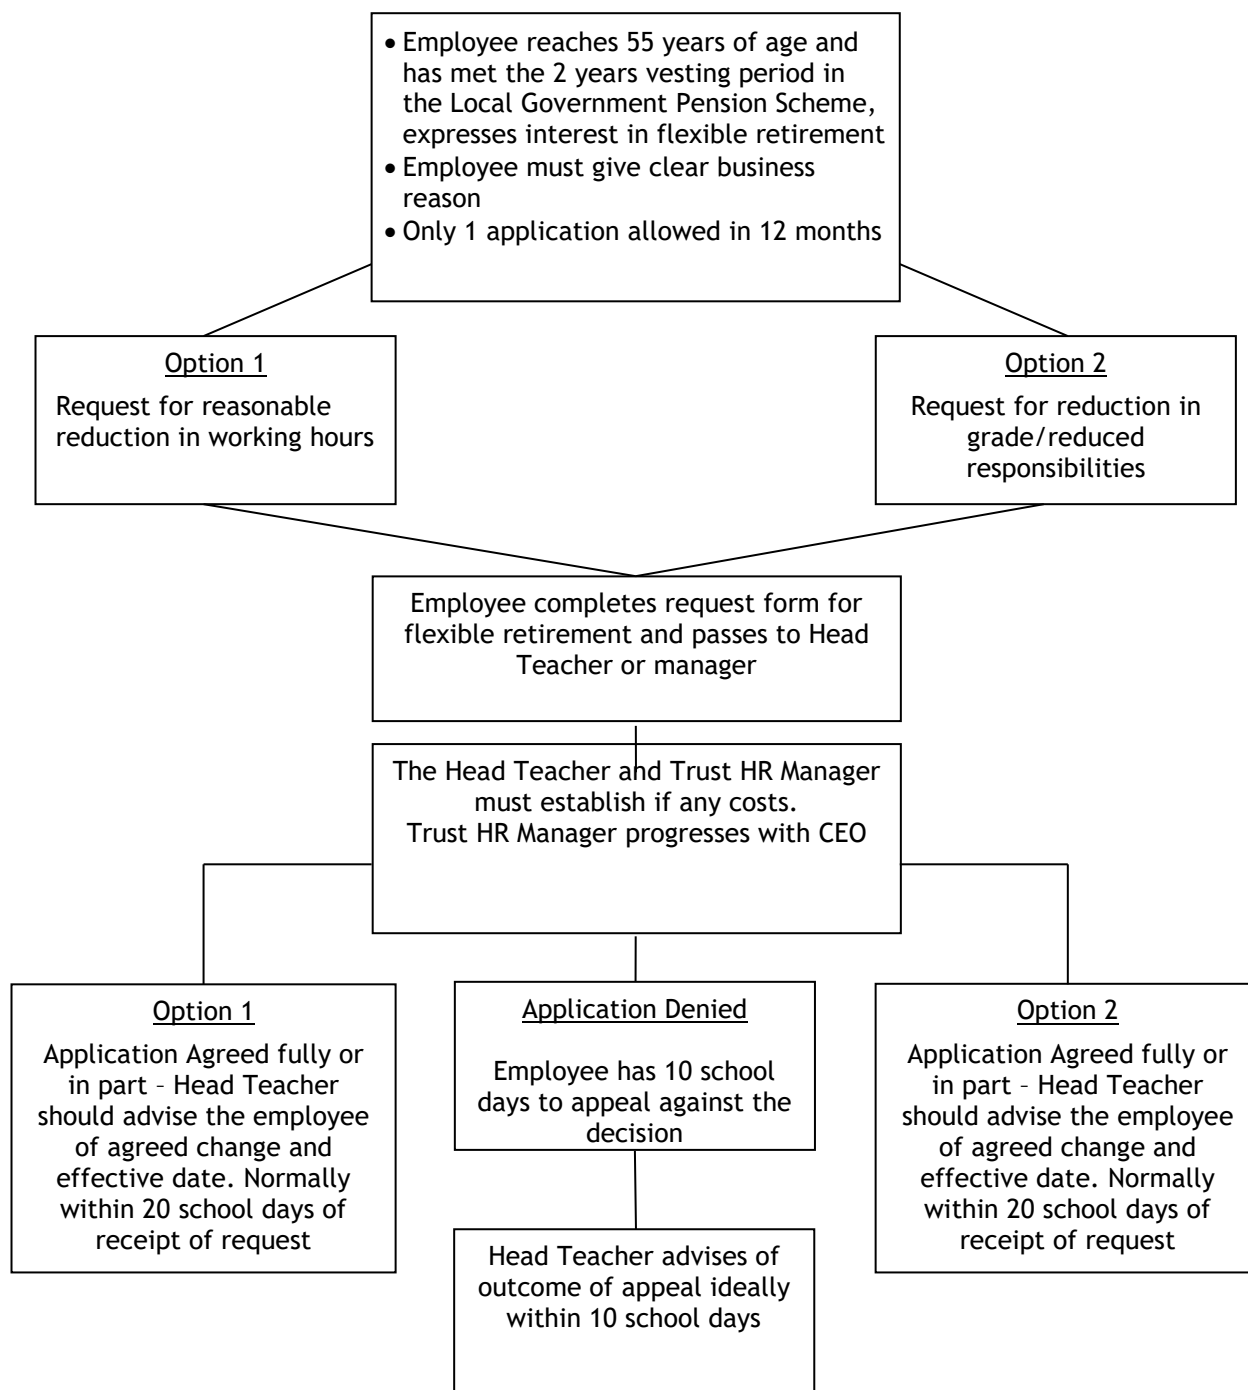 • Employee reaches 55 years of age and
has met the 2 years vesting period in
the Local Government Pension Scheme,
expresses interest in flexible retirement
• Employee must give clear business
reason
• Only 1 application allowed in 12 months
Option 1
Request for reasonable
reduction in working hours
Option 2
Request for reduction in
grade/reduced
responsibilities
Employee completes request form for
flexible retirement and passes to Head
Teacher or manager
The Head Teacher and Trust HR Manager
must establish if any costs.
Trust HR Manager progresses with CEO
Option 1
Application Agreed fully or
in part – Head Teacher
should advise the employee
of agreed change and
effective date. Normally
within 20 school days of
receipt of request
Application Denied
Employee has 10 school
days to appeal against the
decision
Head Teacher advises of
outcome of appeal ideally
within 10 school days
Option 2
Application Agreed fully or
in part – Head Teacher
should advise the employee
of agreed change and
effective date. Normally
within 20 school days of
receipt of request